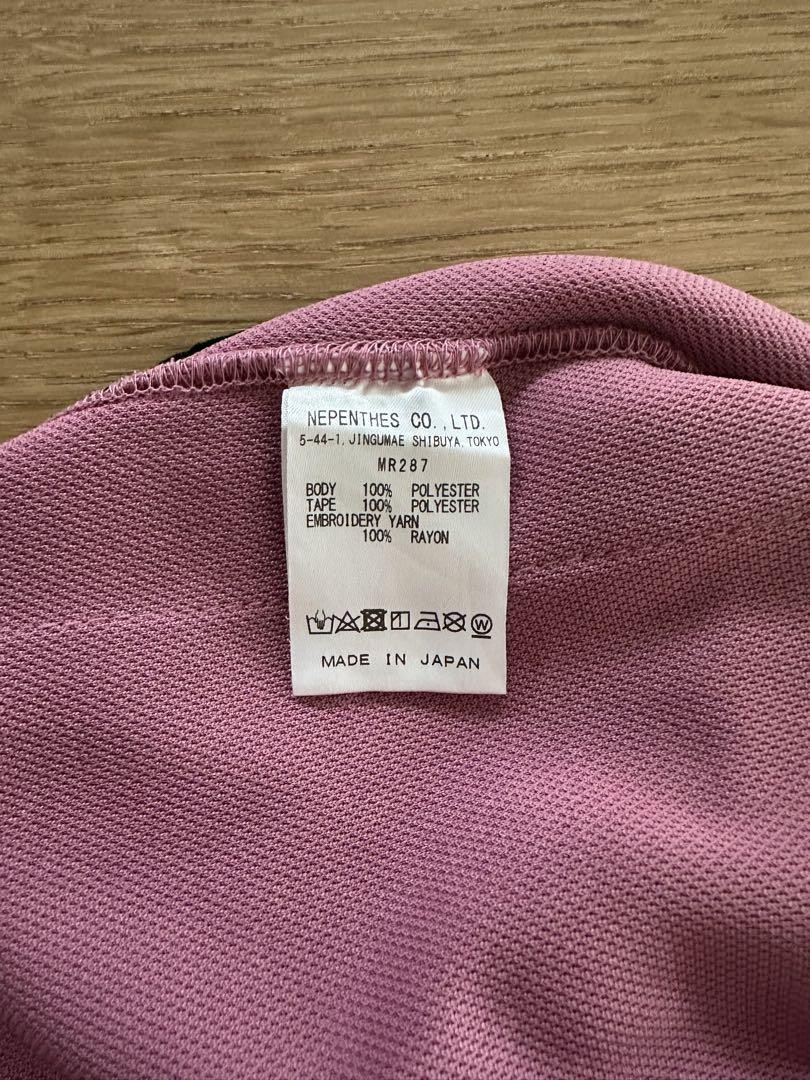 NEPENTHES CO.,LTD.
5-44-1, JINGUMAE SHIBUYA, TOKYO
MR287
BODY 100% POLYESTER
TAPE 100% POLYESTER
EMBROIDERY YARN
100% RAYON
W
MADE IN JAPAN